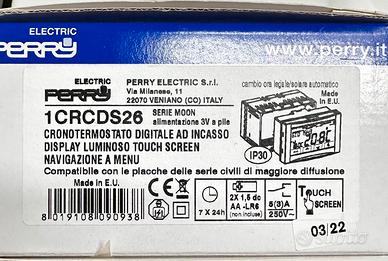 ELECTRIC
PERRY
www.perry.it
ELECTRIC
PERRY
PERRY ELECTRIC S.r.l.
Via Milanese, 11
22070 VENIANO (CO) ITALY
cambio ora legale/solare automatico
Made in
E.U.
1CRCDS26
SERIE MOON
alimentazione 3V a pile
CRONOTERMOSTATO DIGITALE AD INCASSO
DISPLAY LUMINOSO TOUCH SCREEN
NAVIGAZIONE A MENU
IP30
Compatibile con le placche delle serie civili di maggiore diffusione
Made in E.U.
8 019108 090938
7 X 24h
2X 1,5 dc
AA -LR6
(non incluse)
5(3)A
250V~
TOUCH
SCREEN
03/22
Subito